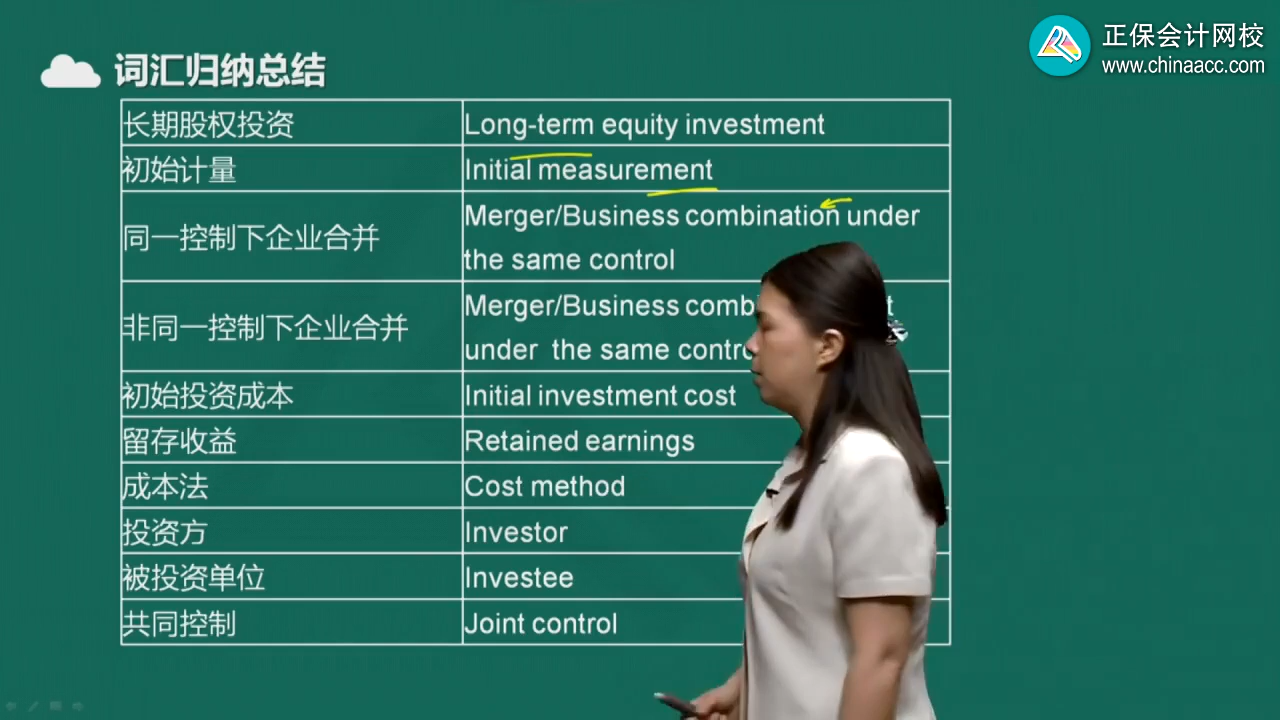 正保会计网校
www.chinaacc.com
词汇归纳总结
长期股权投资 Long-term equity investment
初始计量 Initial measurement
同一控制下企业合并 Merger/Business combination under
the same control
非同一控制下企业合并 Merger/Business
under the same
初始投资成本 Initial investment cost
留存收益 Retained earnings
成本法 Cost method
投资方 Investor
被投资单位 Investee
共同控制 Joint control